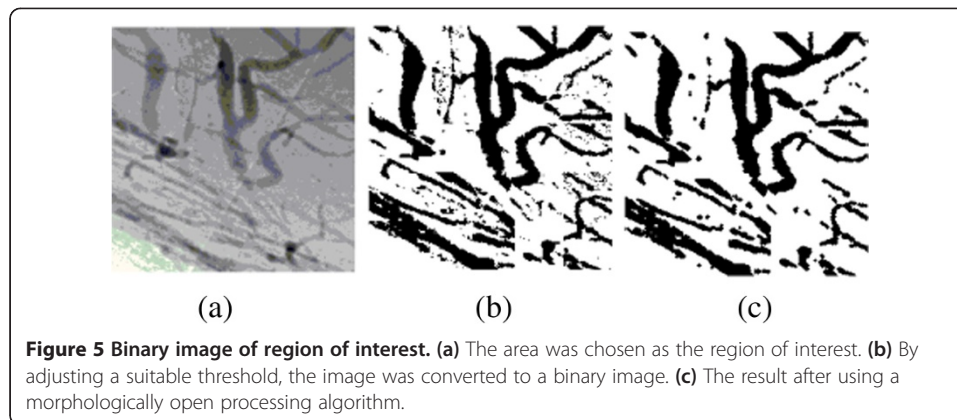 (a) (b) (c)
Figure 5 Binary image of region of interest. (a) The area was chosen as the region of interest. (b) By
adjusting a suitable threshold, the image was converted to a binary image. (c) The result after using a
morphologically open processing algorithm.